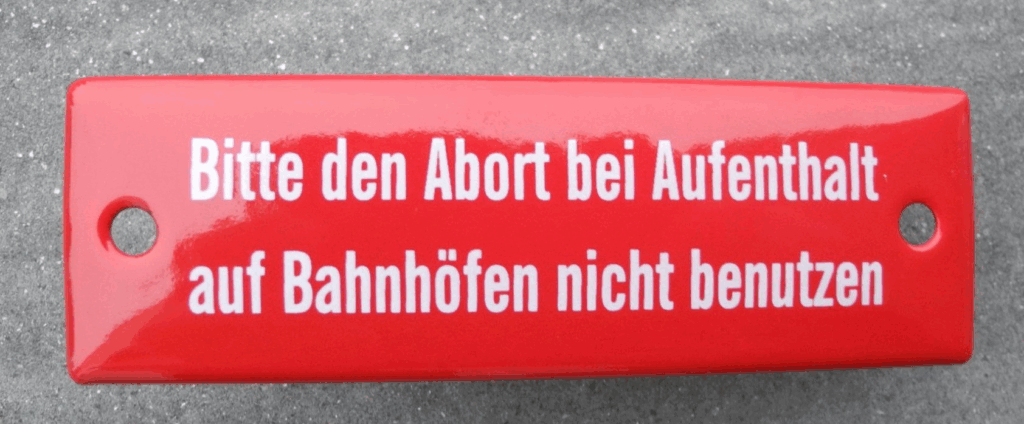 Bitte den Abort bei Aufenthalt
auf Bahnhöfen nicht benutzen